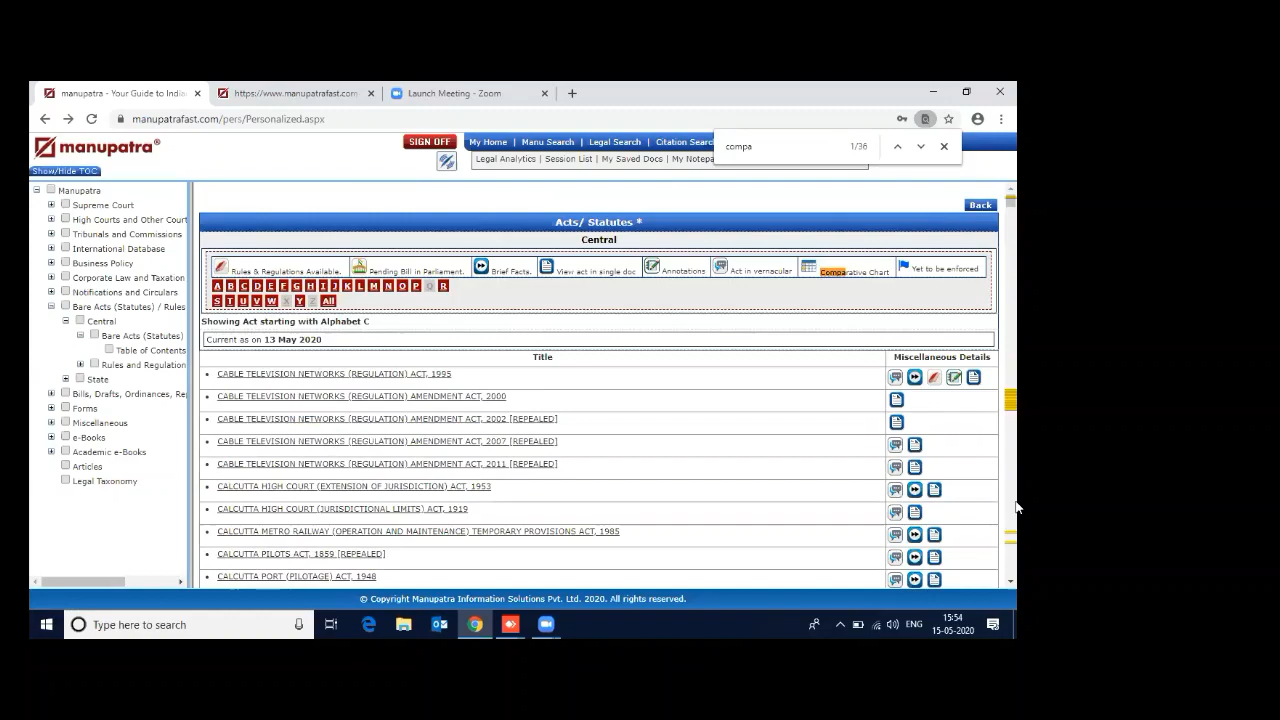 manupatra - Your Guide to India
https://www.manupatrafast.com
Launch Meeting - Zoom
manupatrafast.com/pers/Personalized.aspx
manupatra®
SIGN OFF
My Home | Manu Search | Legal Search | Citation Search
compa 1/36
Legal Analytics | Session List | My Saved Docs | My Notepa
Show/Hide TOC
Manupatra
Supreme Court
High Courts and Other Court
Tribunals and Commissions
International Database
Business Policy
Corporate Law and Taxation
Notifications and Circulars
Bare Acts (Statutes) / Rules
Central
Bare Acts (Statutes)
Table of Contents
Rules and Regulation
State
Bills, Drafts, Ordinances, Re
Forms
Miscellaneous
e-Books
Academic e-Books
Articles
Legal Taxonomy
Back
Acts/ Statutes *
Central
Rules & Regulations Available. Pending Bill in Parliament. Brief Facts. View act in single doc Annotations Act in vernacular Comparative Chart Yet to be enforced
A B C D E F G H I J K L M N O P Q R
S T U V W X Y Z All
Showing Act starting with Alphabet C
Current as on 13 May 2020
Title Miscellaneous Details
CABLE TELEVISION NETWORKS (REGULATION) ACT, 1995
CABLE TELEVISION NETWORKS (REGULATION) AMENDMENT ACT, 2000
CABLE TELEVISION NETWORKS (REGULATION) AMENDMENT ACT, 2002 [REPEALED]
CABLE TELEVISION NETWORKS (REGULATION) AMENDMENT ACT, 2007 [REPEALED]
CABLE TELEVISION NETWORKS (REGULATION) AMENDMENT ACT, 2011 [REPEALED]
CALCUTTA HIGH COURT (EXTENSION OF JURISDICTION) ACT, 1953
CALCUTTA HIGH COURT (JURISDICTIONAL LIMITS) ACT, 1919
CALCUTTA METRO RAILWAY (OPERATION AND MAINTENANCE) TEMPORARY PROVISIONS ACT, 1985
CALCUTTA PILOTS ACT, 1859 [REPEALED]
CALCUTTA PORT (PILOTAGE) ACT, 1948
© Copyright Manupatra Information Solutions Pvt. Ltd. 2020. All rights reserved.
Type here to search
ENG
15:54
15-05-2020